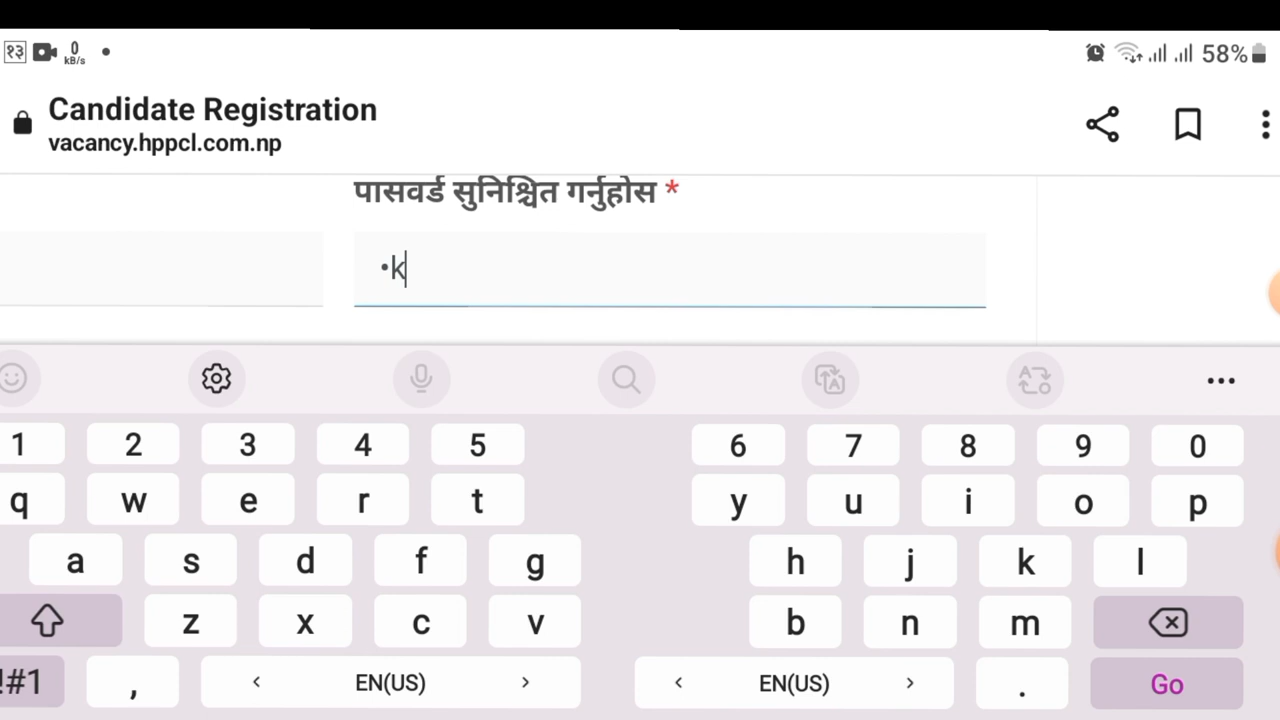 १३ 0 kB/s 58%
Candidate Registration
vacancy.hppcl.com.np
पासवर्ड सुनिश्चित गर्नुहोस *
•k
1 2 3 4 5 6 7 8 9 0
q w e r t y u i o p
a s d f g h j k l
z x c v b n m
!#1 , < EN(US) > < EN(US) > . Go